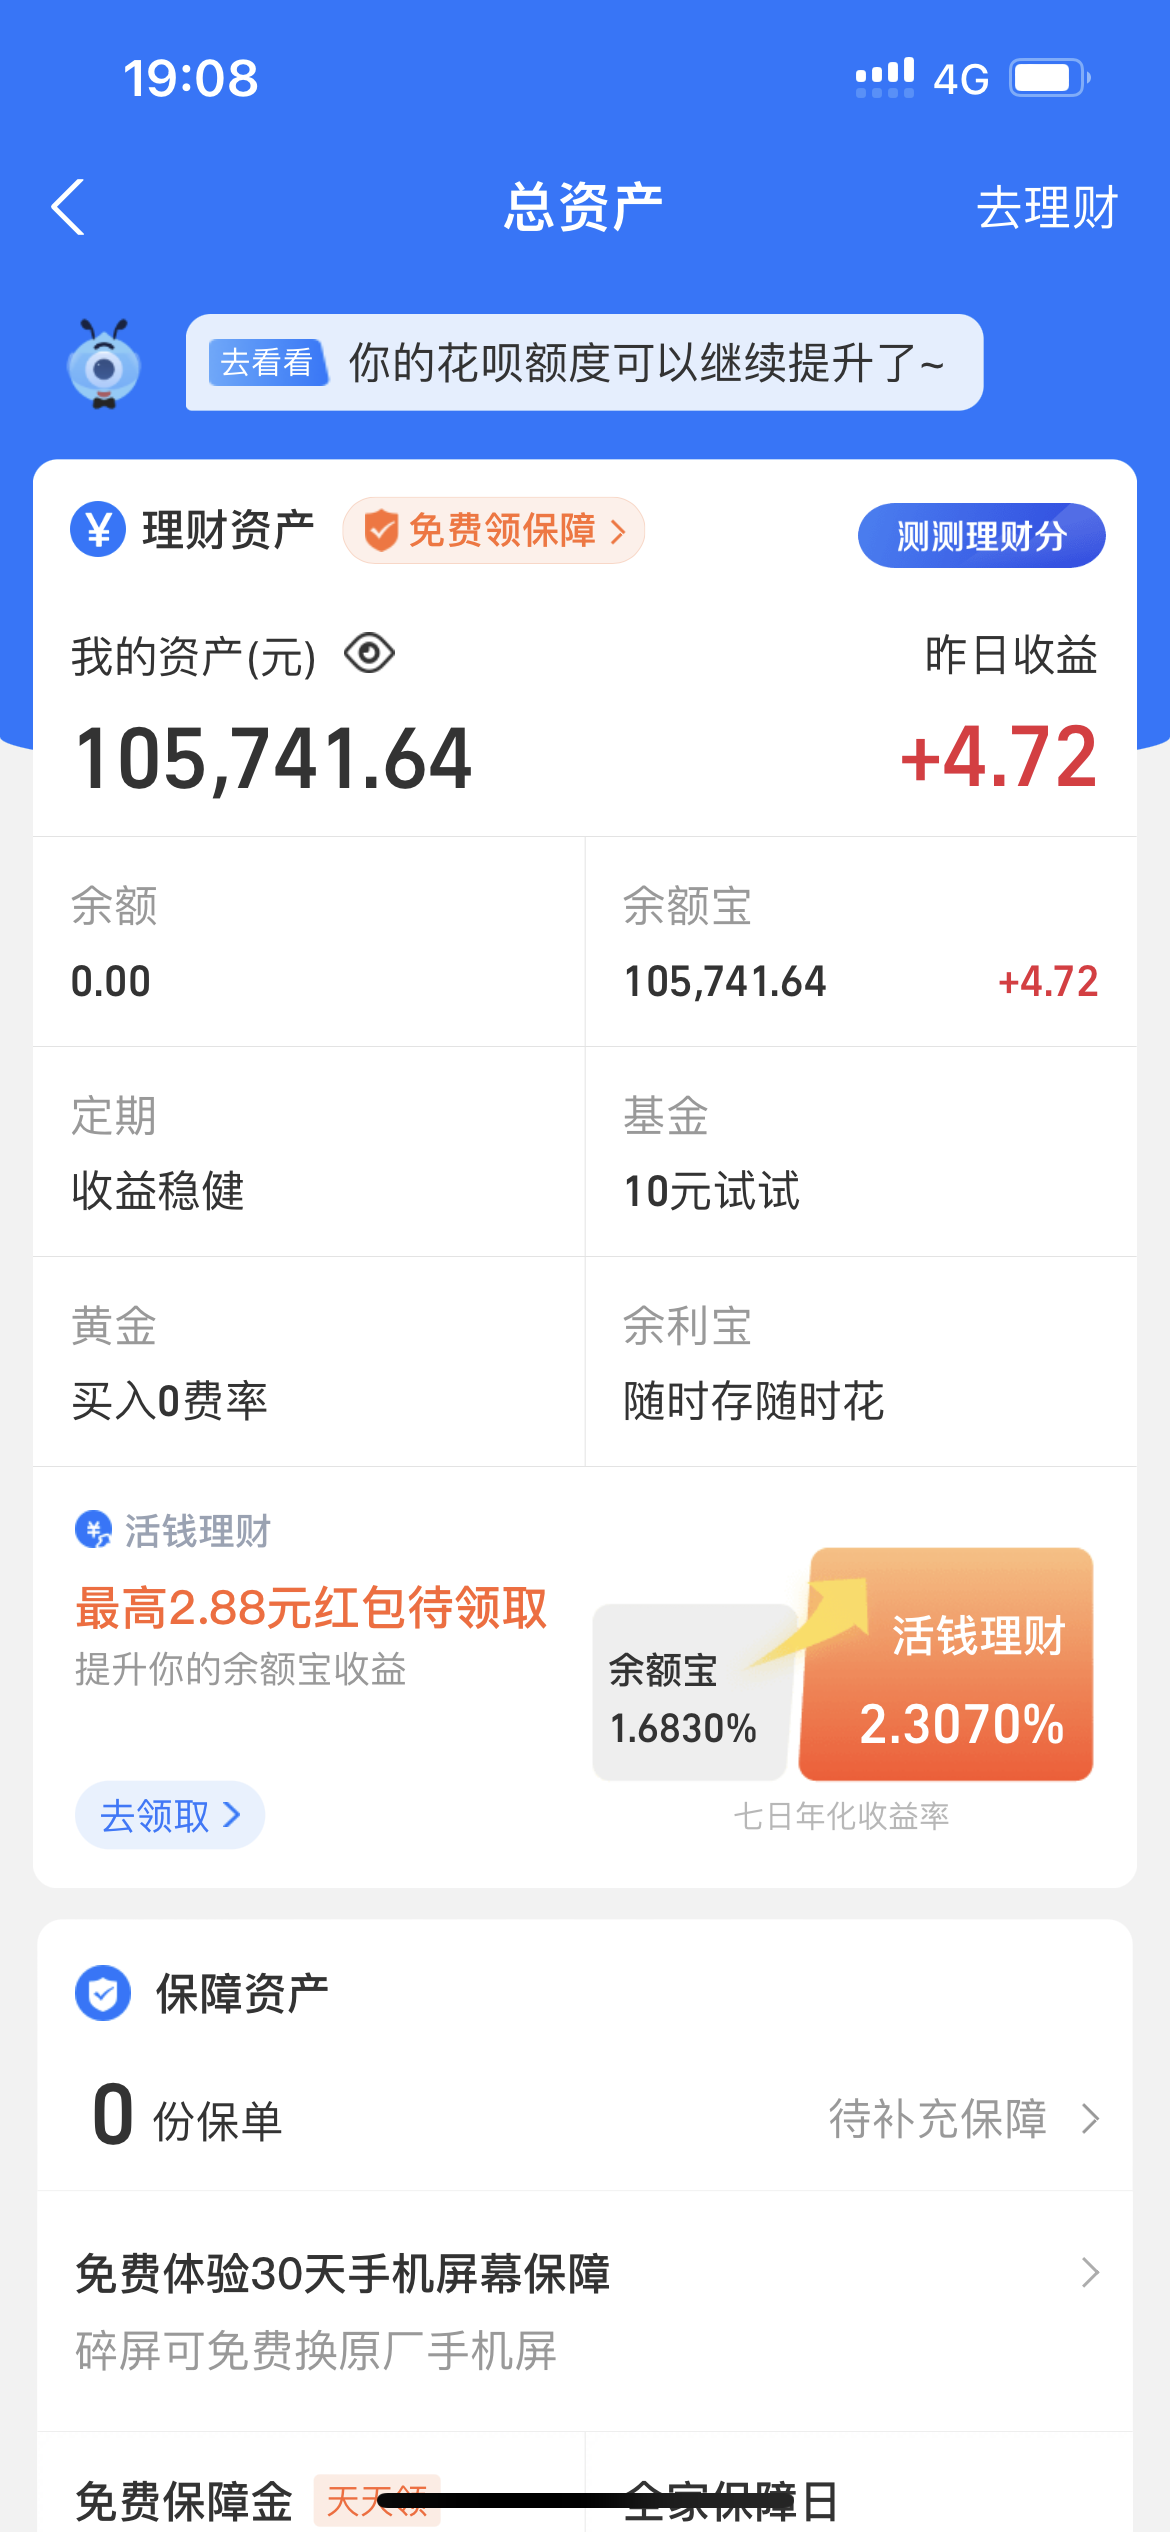 19:08 4G
总资产 去理财
去看看 你的花呗额度可以继续提升了~
¥ 理财资产 免费领保障 测测理财分
我的资产(元) 昨日收益
105,741.64 +4.72
余额 余额宝
0.00 105,741.64 +4.72
定期 基金
收益稳健 10元试试
黄金 余利宝
买入0费率 随时存随时花
¥ 活钱理财
最高2.88元红包待领取
提升你的余额宝收益
去领取
余额宝
1.6830%
活钱理财
2.3070%
七日年化收益率
保障资产
0 份保单 待补充保障
免费体验30天手机屏幕保障
碎屏可免费换原厂手机屏
免费保障金 天天领 全家保障日